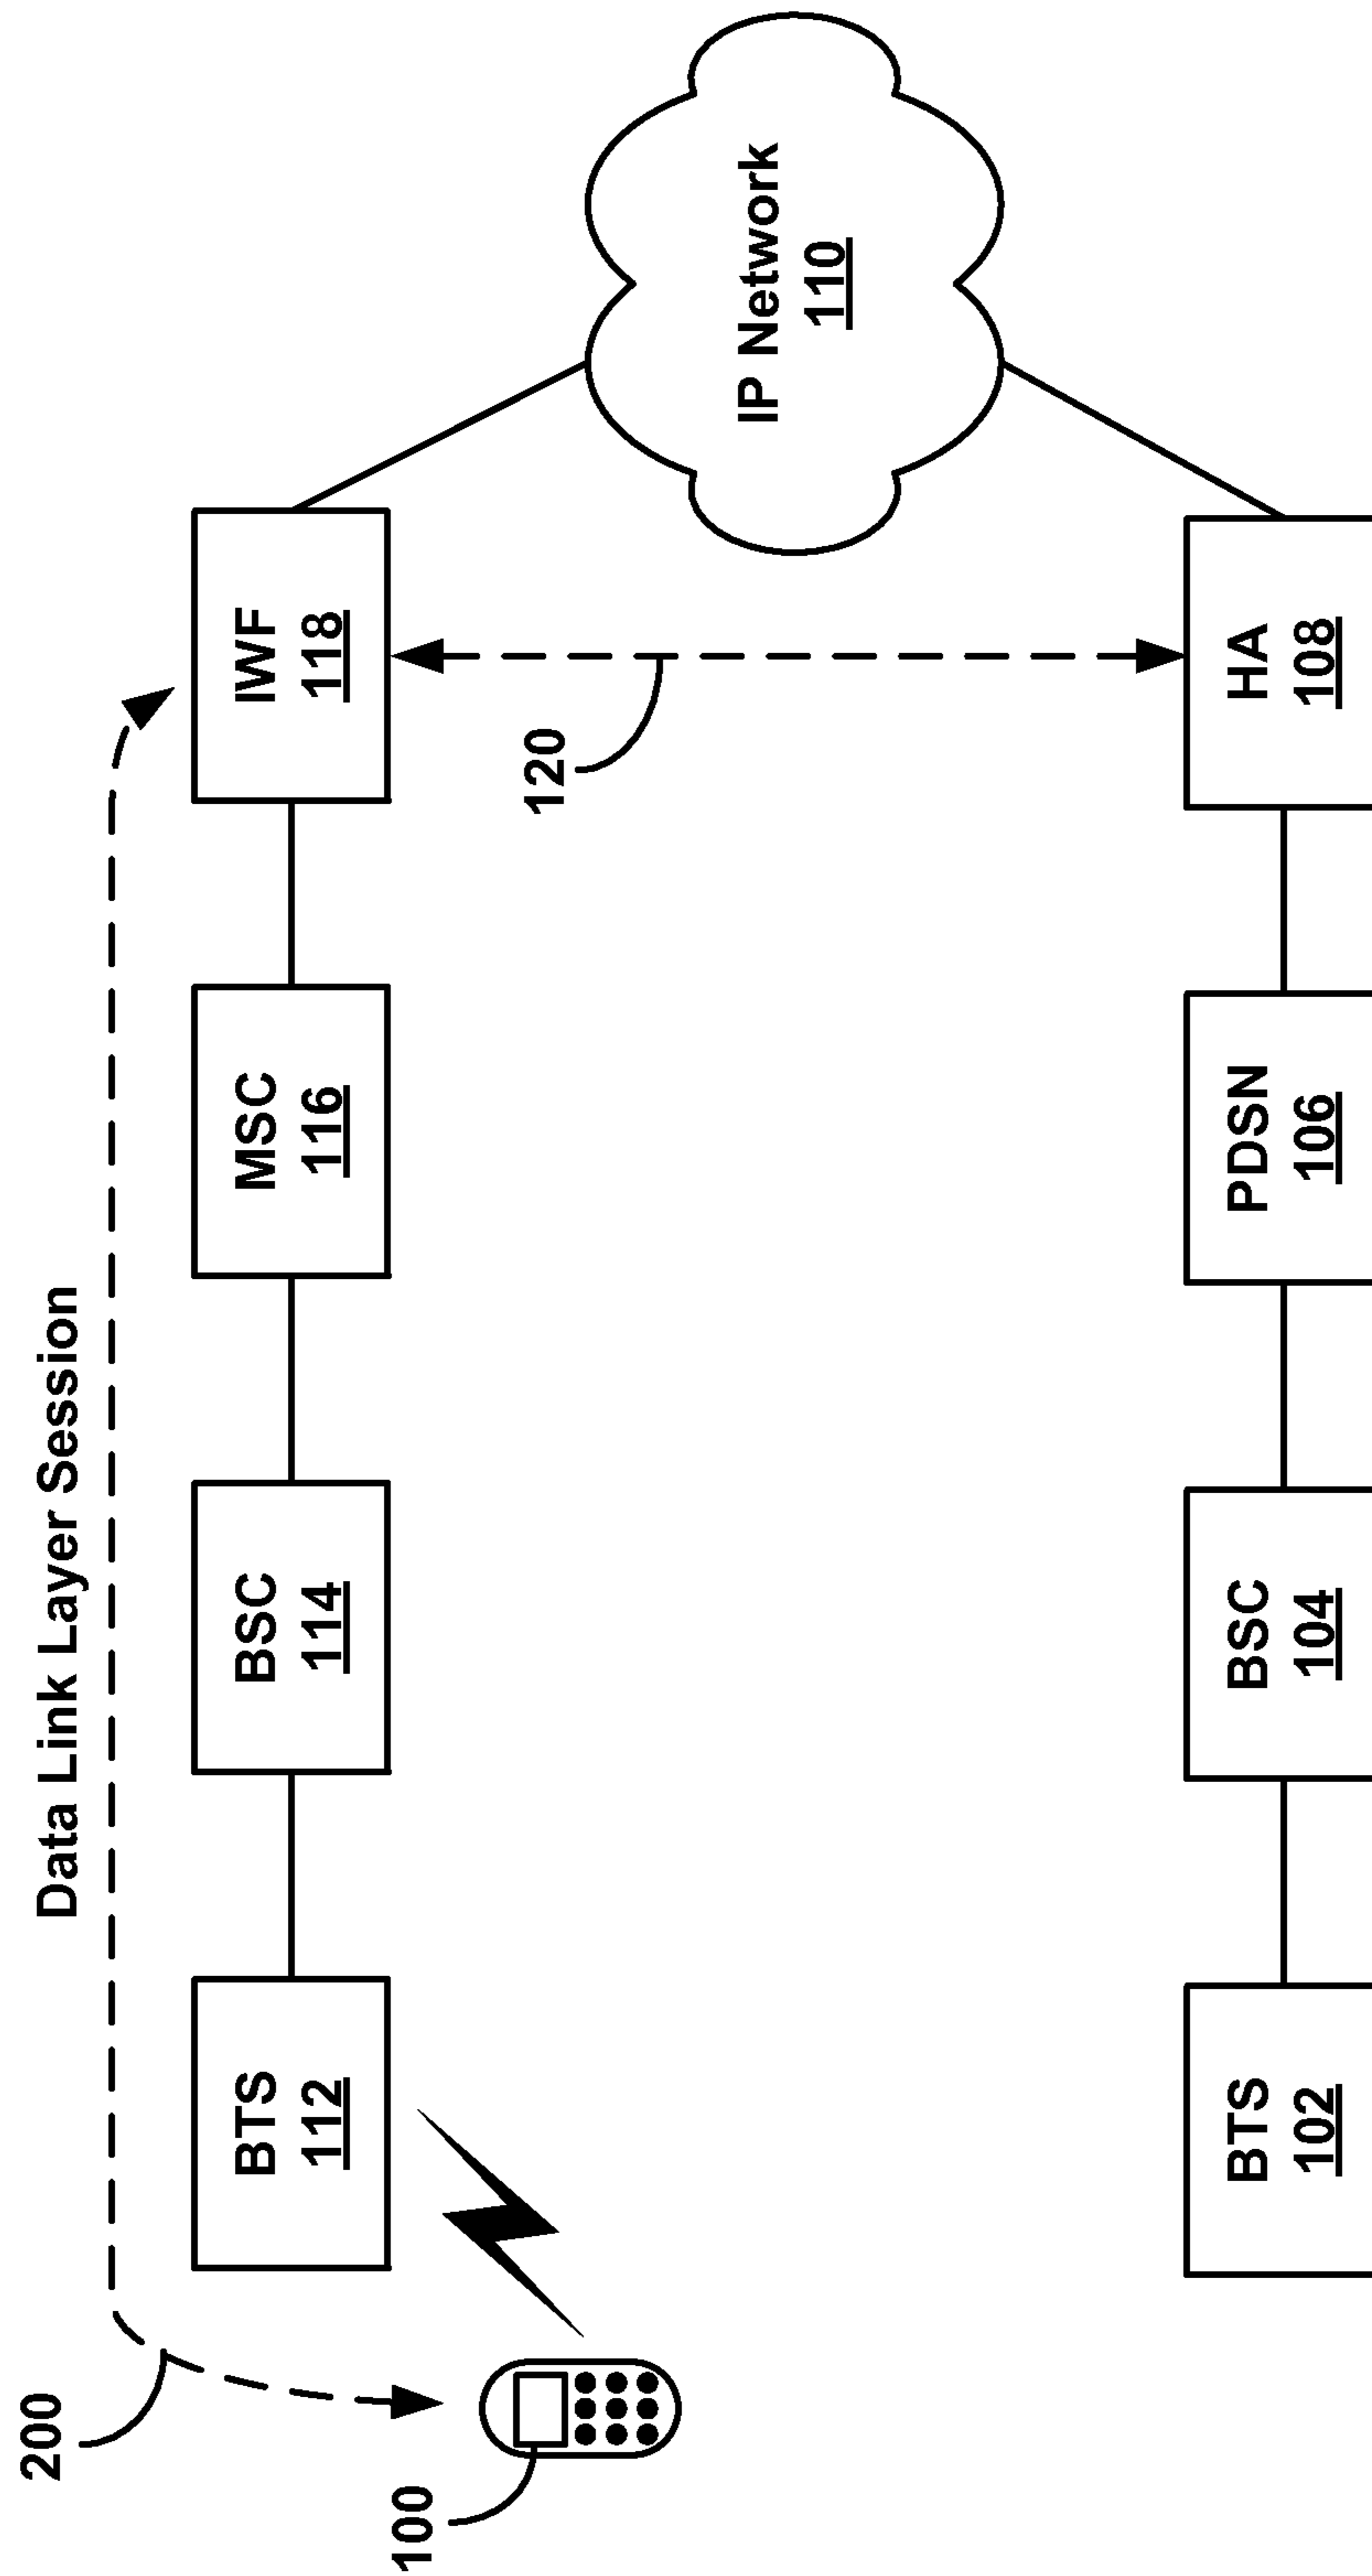 Data Link Layer Session
200
100
BTS
112
BSC
114
MSC
116
IWF
118
120
IP Network
110
BTS
102
BSC
104
PDSN
106
HA
108